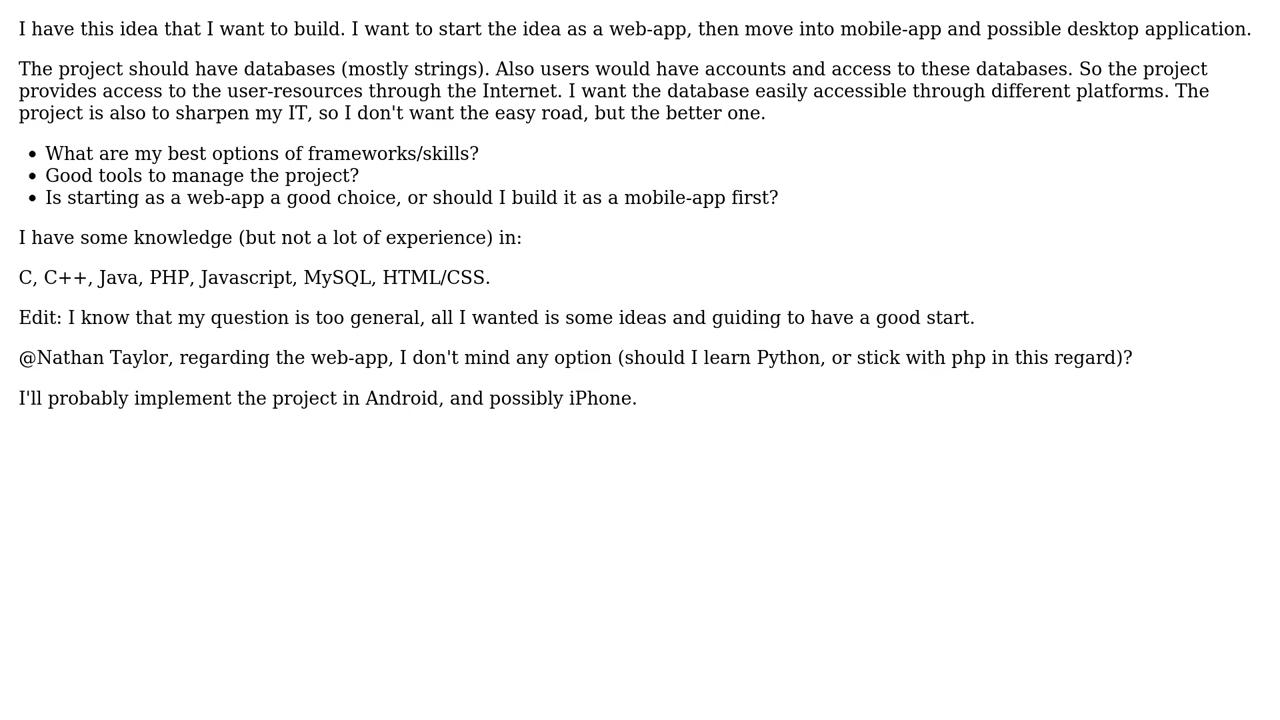 I have this idea that I want to build. I want to start the idea as a web-app, then move into mobile-app and possible desktop application.
The project should have databases (mostly strings). Also users would have accounts and access to these databases. So the project
provides access to the user-resources through the Internet. I want the database easily accessible through different platforms. The
project is also to sharpen my IT, so I don't want the easy road, but the better one.
• What are my best options of frameworks/skills?
• Good tools to manage the project?
• Is starting as a web-app a good choice, or should I build it as a mobile-app first?
I have some knowledge (but not a lot of experience) in:
C, C++, Java, PHP, Javascript, MySQL, HTML/CSS.
Edit: I know that my question is too general, all I wanted is some ideas and guiding to have a good start.
@Nathan Taylor, regarding the web-app, I don't mind any option (should I learn Python, or stick with php in this regard)?
I'll probably implement the project in Android, and possibly iPhone.